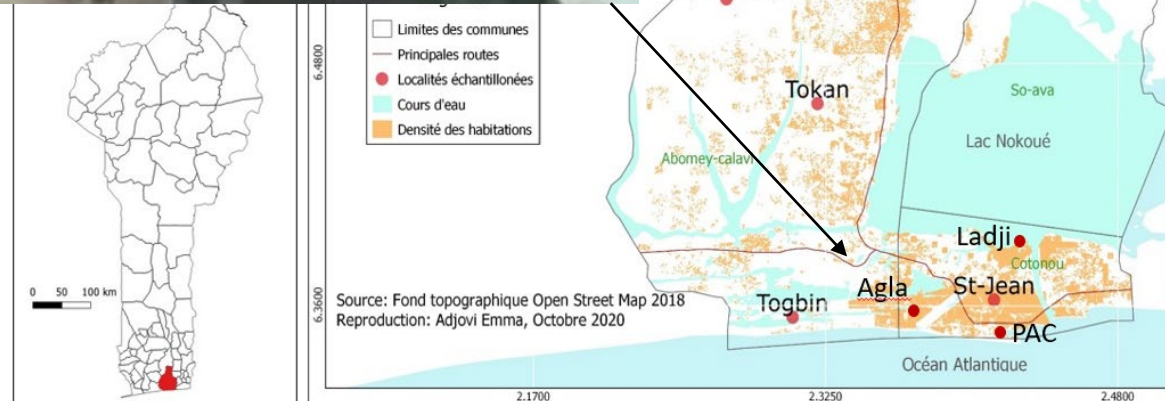 Limites des communes
Principales routes
Localités échantillonées
Cours d'eau
Densité des habitations
6.4800
6.3600
0 50 100 km
Source: Fond topographique Open Street Map 2018
Reproduction: Adjovi Emma, Octobre 2020
Tokan
So-ava
Lac Nokoué
Abomey-calavi
Ladji
Cotonou
Agla
St-Jean
Togbin
PAC
Océan Atlantique
2.1700
2.3250
2.4800